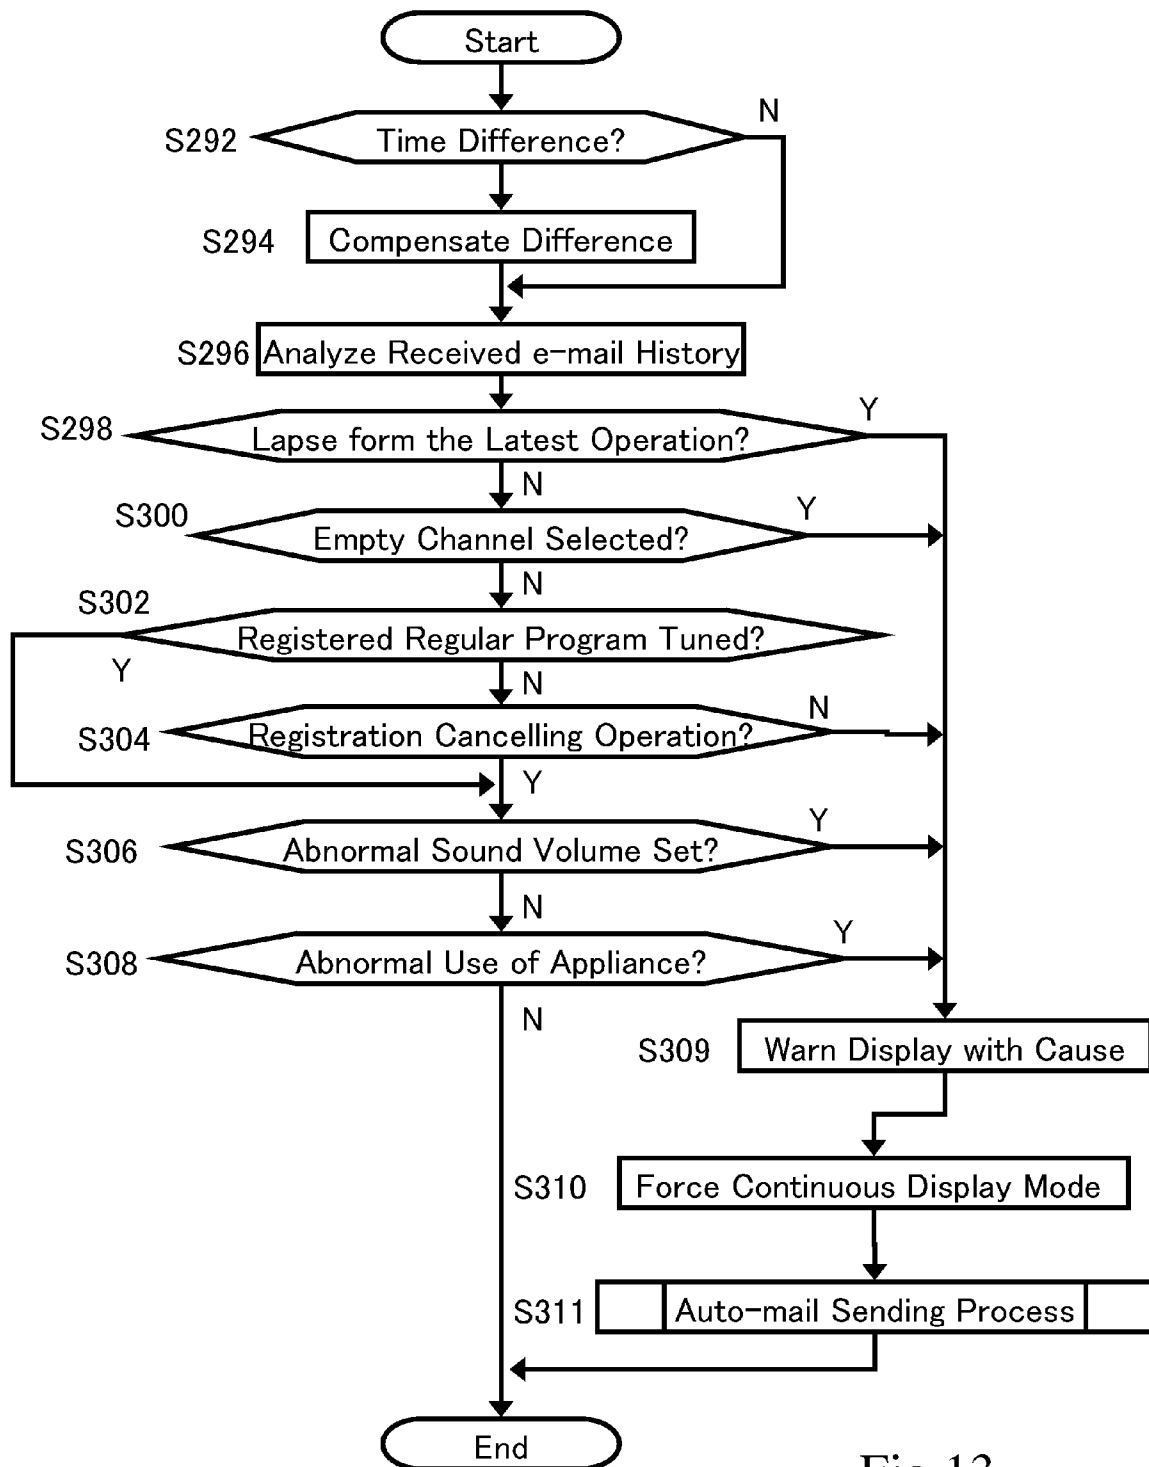 Start
N
S292
Time Difference?
S294
Compensate Difference
S296
Analyze Received e-mail History
Y
S298
Lapse form the Latest Operation?
N
Y
S300
Empty Channel Selected?
N
S302
Registered Regular Program Tuned?
Y
N
N
S304
Registration Cancelling Operation?
Y
Y
S306
Abnormal Sound Volume Set?
N
Y
S308
Abnormal Use of Appliance?
N
S309
Warn Display with Cause
S310
Force Continuous Display Mode
S311
Auto-mail Sending Process
End
Fig.13